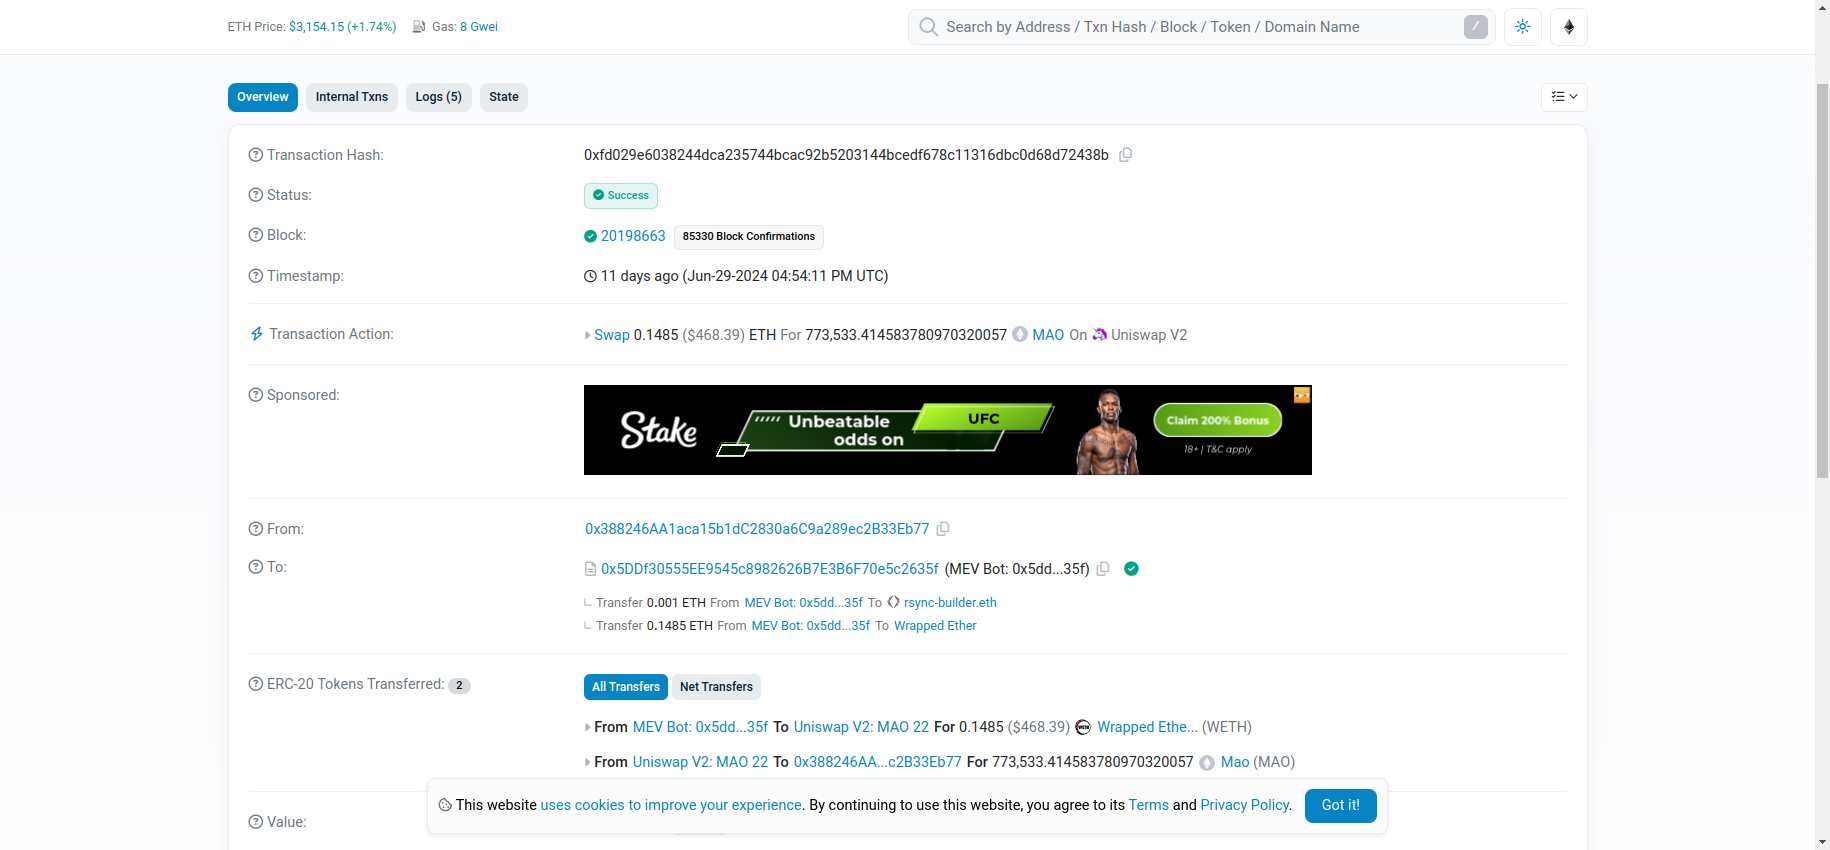 ETH Price: $3,154.15 (+1.74%) Gas: 8 Gwei
Search by Address / Txn Hash / Block / Token / Domain Name /
Overview Internal Txns Logs (5) State
Transaction Hash: 0xfd029e6038244dca235744bcac92b5203144bcedf678c11316dbc0d68d72438b
Status: Success
Block: 20198663 85330 Block Confirmations
Timestamp: 11 days ago (Jun-29-2024 04:54:11 PM UTC)
Transaction Action: Swap 0.1485 ($468.39) ETH For 773,533.414583780970320057 MAO On Uniswap V2
Sponsored:
Stake
Unbeatable
odds on
UFC
Claim 200% Bonus
18+ | T&C apply
From: 0x388246AA1aca15b1dC2830a6C9a289ec2B33Eb77
To: 0x5DDf30555EE9545c8982626B7E3B6F70e5c2635f (MEV Bot: 0x5dd...35f)
Transfer 0.001 ETH From MEV Bot: 0x5dd...35f To rsync-builder.eth
Transfer 0.1485 ETH From MEV Bot: 0x5dd...35f To Wrapped Ether
ERC-20 Tokens Transferred: 2 All Transfers Net Transfers
From MEV Bot: 0x5dd...35f To Uniswap V2: MAO 22 For 0.1485 ($468.39) Wrapped Ethe... (WETH)
From Uniswap V2: MAO 22 To 0x388246AA...c2B33Eb77 For 773,533.414583780970320057 Mao (MAO)
This website uses cookies to improve your experience. By continuing to use this website, you agree to its Terms and Privacy Policy. Got it!
Value: